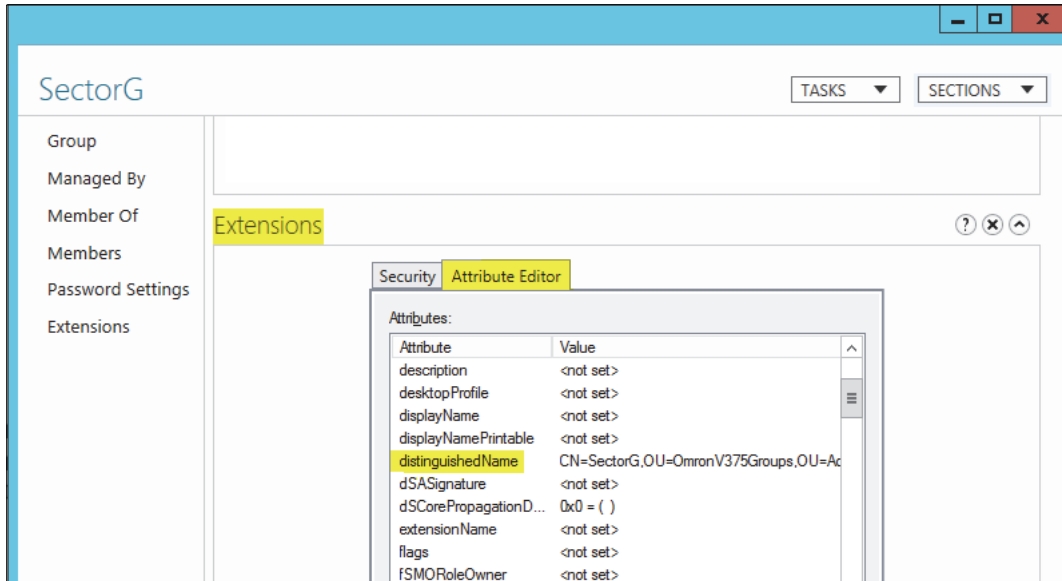 SectorG
TASKS
SECTIONS
Group
Managed By
Member Of
Members
Password Settings
Extensions
Extensions
Security Attribute Editor
Attributes:
Attribute Value
description <not set>
desktopProfile <not set>
displayName <not set>
displayNamePrintable <not set>
distinguishedName CN=SectorG,OU=OmronV375Groups,OU=Ac
dSASignature <not set>
dSCorePropagationD... 0x0 = ( )
extensionName <not set>
flags <not set>
fSMORoleOwner <not set>